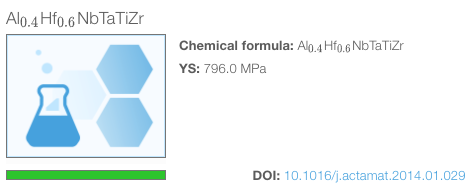 Al₀.₄Hf₀.₆NbTaTiZr
Chemical formula: Al₀.₄Hf₀.₆NbTaTiZr
YS: 796.0 MPa
DOI: 10.1016/j.actamat.2014.01.029